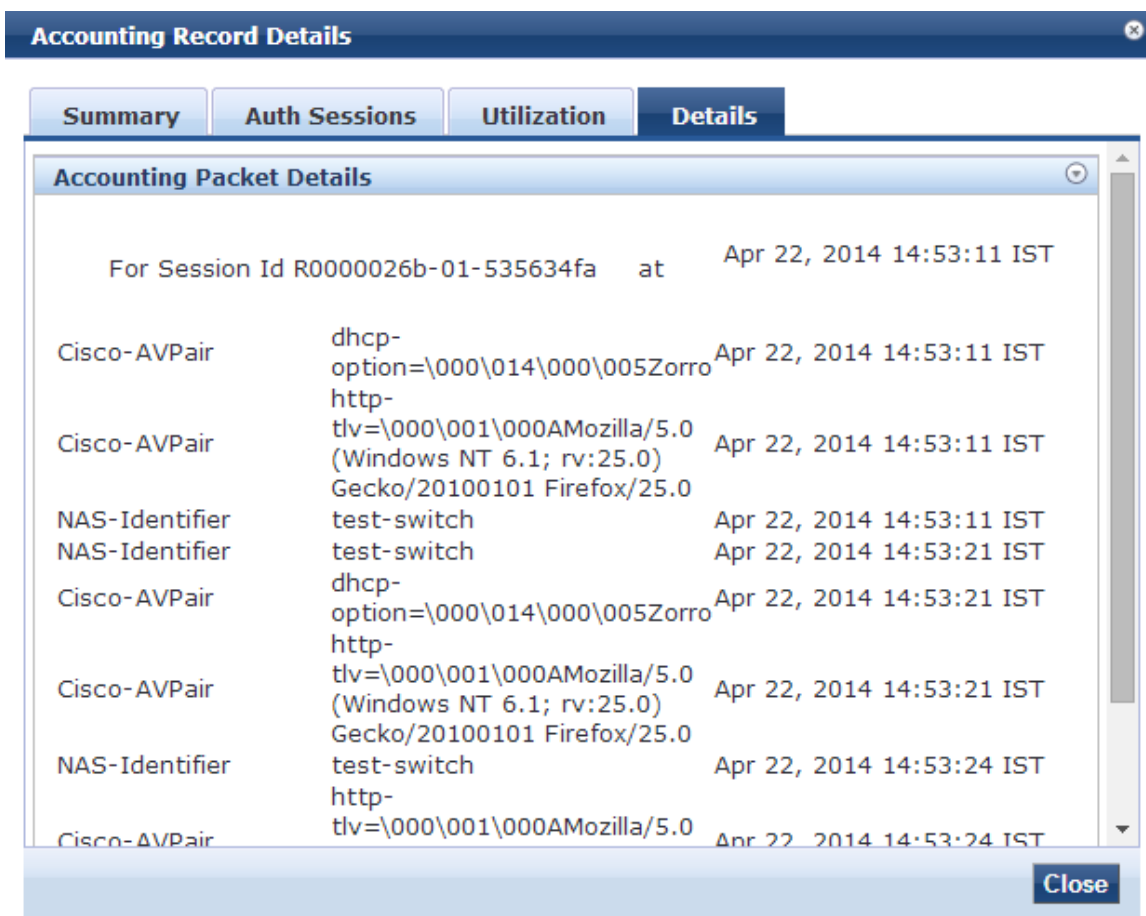 Accounting Record Details
Summary Auth Sessions Utilization Details
Accounting Packet Details
For Session Id R0000026b-01-535634fa at Apr 22, 2014 14:53:11 IST
Cisco-AVPair dhcp-
option=\000\014\000\005Zorro Apr 22, 2014 14:53:11 IST
http-
tlv=\000\001\000AMozilla/5.0
Cisco-AVPair (Windows NT 6.1; rv:25.0) Apr 22, 2014 14:53:11 IST
Gecko/20100101 Firefox/25.0
NAS-Identifier test-switch Apr 22, 2014 14:53:11 IST
NAS-Identifier test-switch Apr 22, 2014 14:53:21 IST
Cisco-AVPair dhcp-
option=\000\014\000\005Zorro Apr 22, 2014 14:53:21 IST
http-
tlv=\000\001\000AMozilla/5.0
Cisco-AVPair (Windows NT 6.1; rv:25.0) Apr 22, 2014 14:53:21 IST
Gecko/20100101 Firefox/25.0
NAS-Identifier test-switch Apr 22, 2014 14:53:24 IST
http-
tlv=\000\001\000AMozilla/5.0
Cisco-AVPair Apr 22, 2014 14:53:24 IST
Close